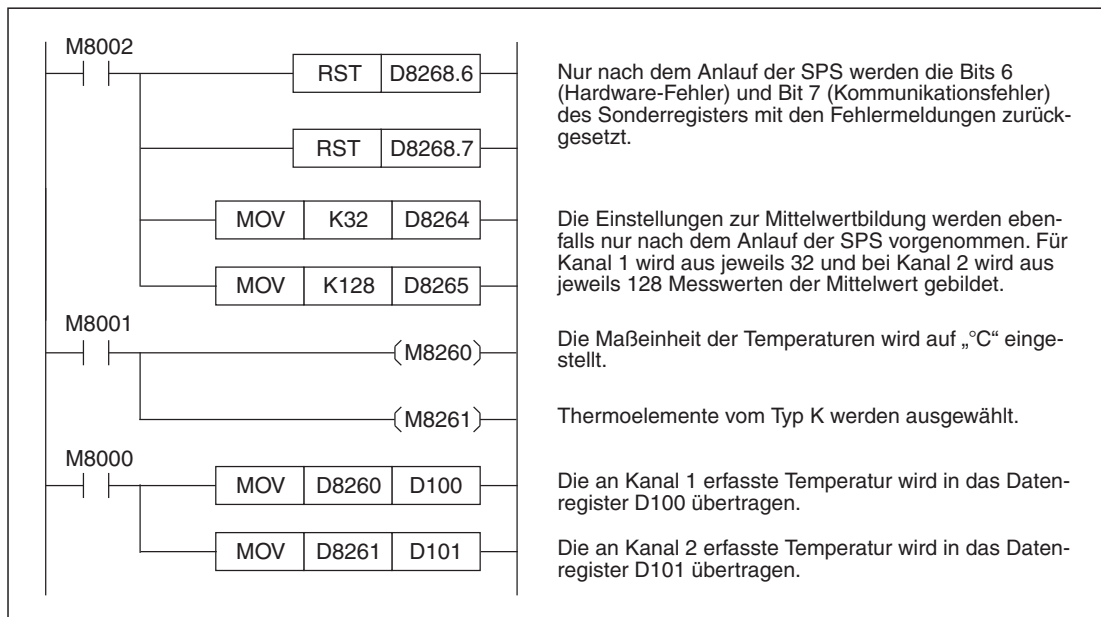 M8002
RST D8268.6
Nur nach dem Anlauf der SPS werden die Bits 6
(Hardware-Fehler) und Bit 7 (Kommunikationsfehler)
des Sonderregisters mit den Fehlermeldungen zurück-
gesetzt.
RST D8268.7
MOV K32 D8264
Die Einstellungen zur Mittelwertbildung werden eben-
falls nur nach dem Anlauf der SPS vorgenommen. Für
Kanal 1 wird aus jeweils 32 und bei Kanal 2 wird aus
jeweils 128 Messwerten der Mittelwert gebildet.
MOV K128 D8265
M8001
M8260
Die Maßeinheit der Temperaturen wird auf „°C“ einge-
stellt.
M8261
Thermoelemente vom Typ K werden ausgewählt.
M8000
MOV D8260 D100
Die an Kanal 1 erfasste Temperatur wird in das Daten-
register D100 übertragen.
MOV D8261 D101
Die an Kanal 2 erfasste Temperatur wird in das Daten-
register D101 übertragen.